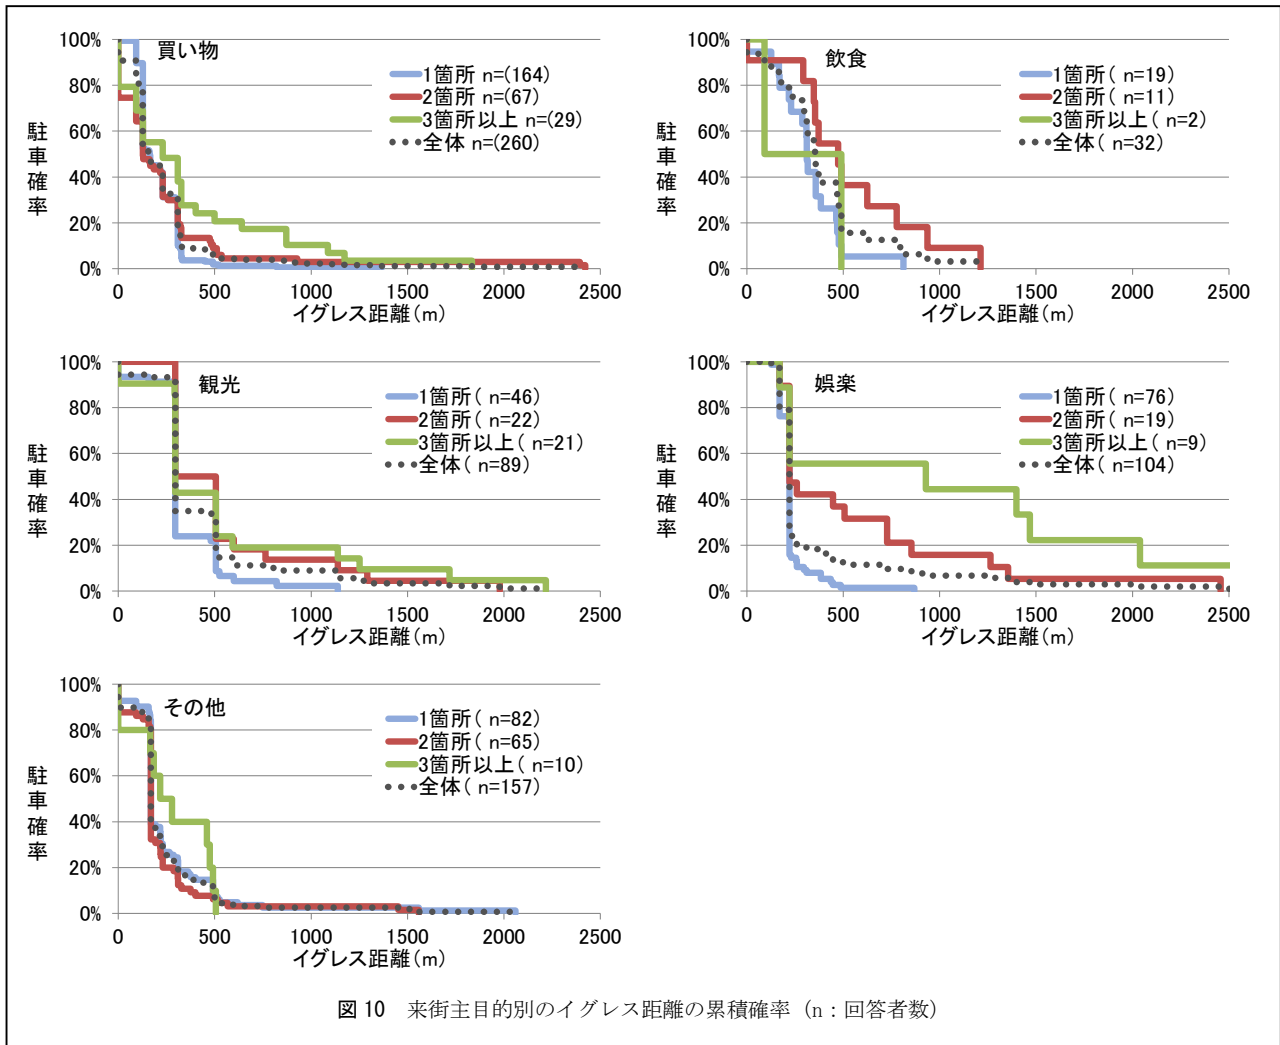 買い物
駐車確率
100%
80%
60%
40%
20%
0%
1箇所 n=(164)
2箇所 n=(67)
3箇所以上 n=(29)
全体 n=(260)
0 500 1000 1500 2000 2500
イグレス距離(m)
飲食
駐車確率
100%
80%
60%
40%
20%
0%
1箇所( n=19)
2箇所( n=11)
3箇所以上( n=2)
全体( n=32)
0 500 1000 1500 2000 2500
イグレス距離(m)
観光
駐車確率
100%
80%
60%
40%
20%
0%
1箇所( n=46)
2箇所( n=22)
3箇所以上( n=21)
全体( n=89)
0 500 1000 1500 2000 2500
イグレス距離(m)
娯楽
駐車確率
100%
80%
60%
40%
20%
0%
1箇所( n=76)
2箇所( n=19)
3箇所以上( n=9)
全体( n=104)
0 500 1000 1500 2000 2500
イグレス距離(m)
その他
駐車確率
100%
80%
60%
40%
20%
0%
1箇所( n=82)
2箇所( n=65)
3箇所以上( n=10)
全体( n=157)
0 500 1000 1500 2000 2500
イグレス距離(m)
図 10 来街主目的別のイグレス距離の累積確率 (n:回答者数)